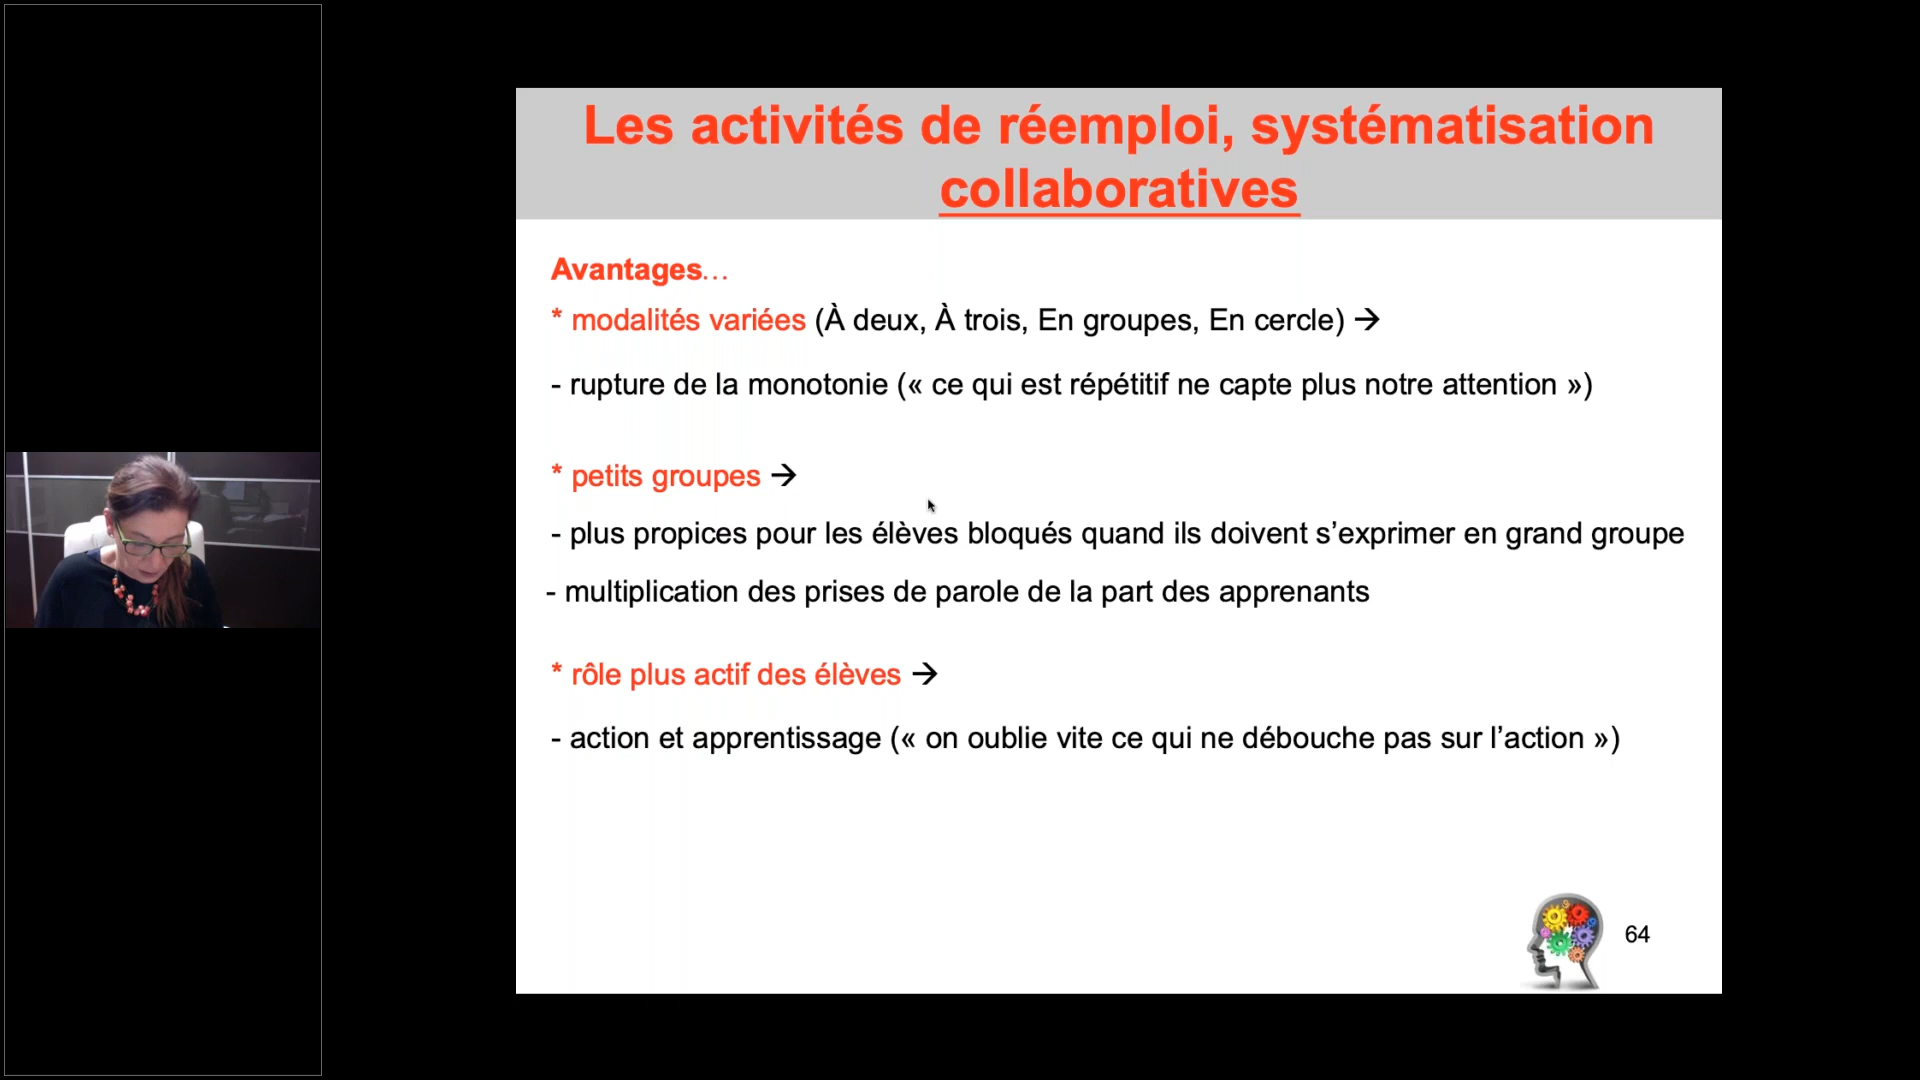 Les activités de réemploi, systématisation
collaboratives
Avantages…
* modalités variées (À deux, À trois, En groupes, En cercle) →
- rupture de la monotonie (« ce qui est répétitif ne capte plus notre attention »)
* petits groupes →
- plus propices pour les élèves bloqués quand ils doivent s’exprimer en grand groupe
- multiplication des prises de parole de la part des apprenants
* rôle plus actif des élèves →
- action et apprentissage (« on oublie vite ce qui ne débouche pas sur l’action »)
64